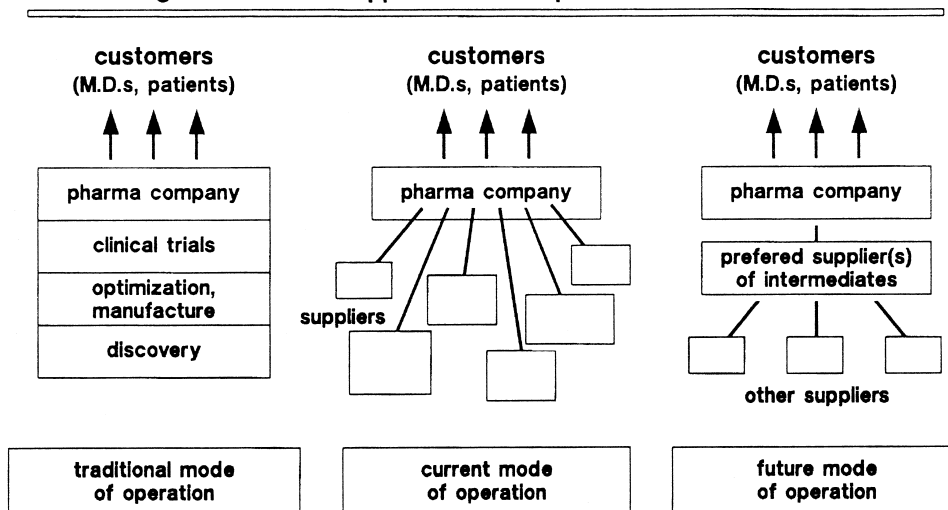 customers
(M.D.s, patients)
pharma company
clinical trials
optimization,
manufacture
discovery
traditional mode
of operation
customers
(M.D.s, patients)
pharma company
suppliers
current mode
of operation
customers
(M.D.s, patients)
pharma company
prefered supplier(s)
of intermediates
other suppliers
future mode
of operation